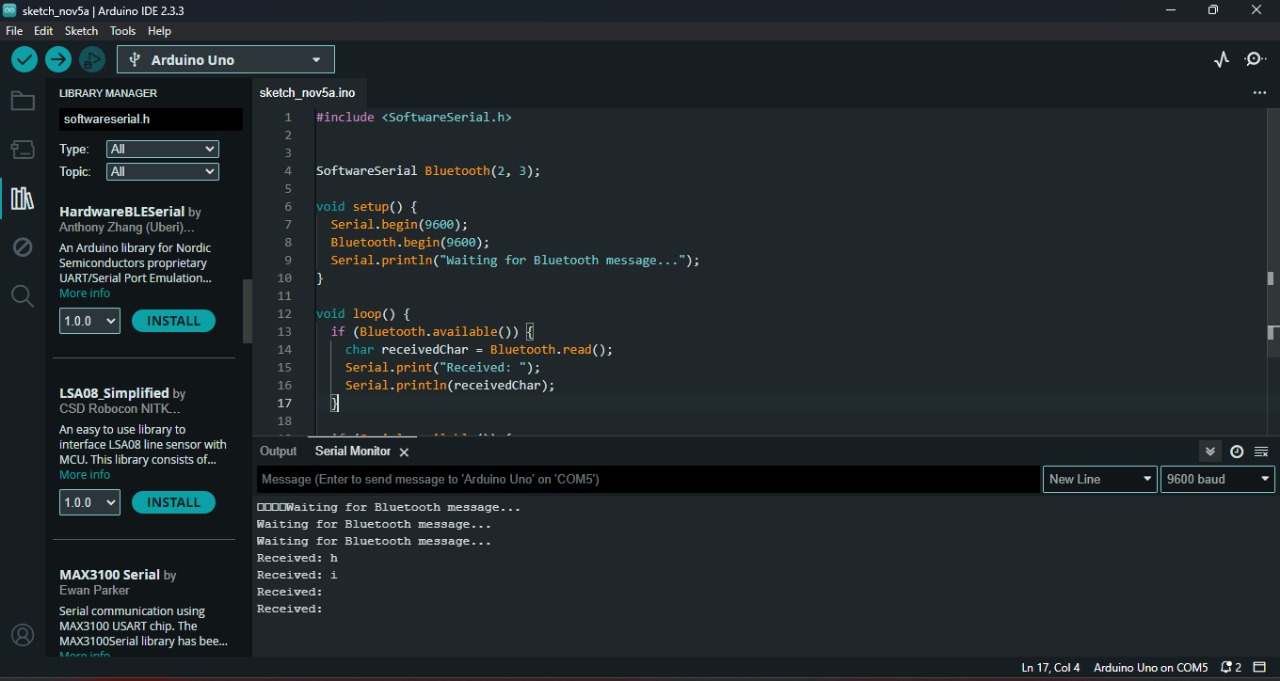 sketch_nov5a | Arduino IDE 2.3.3
File Edit Sketch Tools Help
Arduino Uno
LIBRARY MANAGER
softwareserial.h
Type: All
Topic: All
HardwareBLESerial by
Anthony Zhang (Uberi)...
An Arduino library for Nordic
Semiconductors proprietary
UART/Serial Port Emulation...
More info
1.0.0 INSTALL
LSA08_Simplified by
CSD Robocon NITK...
An easy to use library to
interface LSA08 line sensor with
MCU. This library consists of...
More info
1.0.0 INSTALL
MAX3100 Serial by
Ewan Parker
Serial communication using
MAX3100 USART chip. The
MAX3100Serial library has bee...
More info
sketch_nov5a.ino
1 #include <SoftwareSerial.h>
2
3
4 SoftwareSerial Bluetooth(2, 3);
5
6 void setup() {
7 Serial.begin(9600);
8 Bluetooth.begin(9600);
9 Serial.println("Waiting for Bluetooth message...");
10 }
11
12 void loop() {
13 if (Bluetooth.available()) {
14 char receivedChar = Bluetooth.read();
15 Serial.print("Received: ");
16 Serial.println(receivedChar);
17 }
18
Output Serial Monitor
Message (Enter to send message to 'Arduino Uno' on 'COM5')
New Line 9600 baud
□□□□Waiting for Bluetooth message...
Waiting for Bluetooth message...
Waiting for Bluetooth message...
Received: h
Received: i
Received:
Received:
Ln 17, Col 4 Arduino Uno on COM5 2